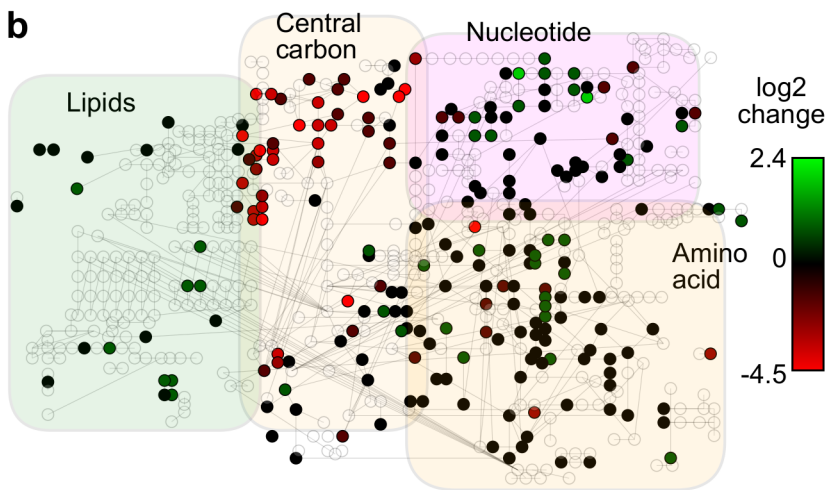 b
Central
carbon
Nucleotide
Lipids
log2
change
2.4
0
Amino
acid
-4.5